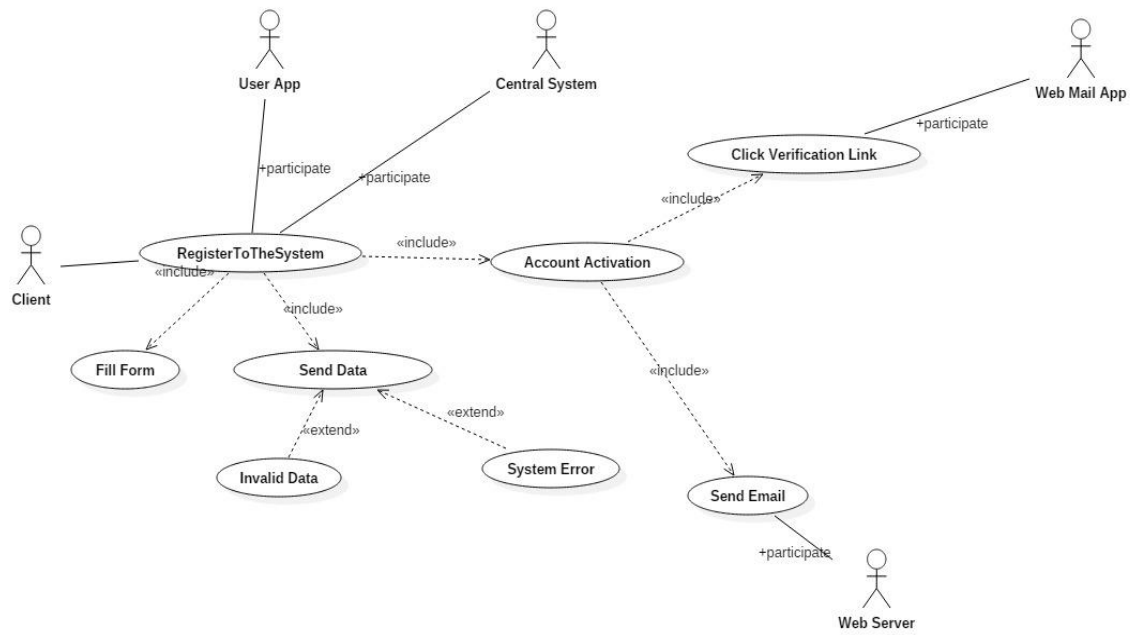 User App
Central System
Web Mail App
+participate
Click Verification Link
+participate
+participate
«include»
Client
RegisterToTheSystem
«include»
Account Activation
«include»
«include»
Fill Form
Send Data
«include»
«extend»
«extend»
Invalid Data
System Error
Send Email
+participate
Web Server